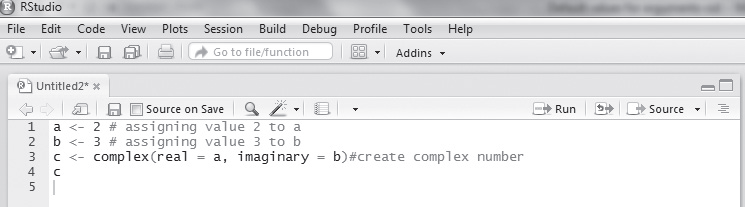 RStudio
File Edit Code View Plots Session Build Debug Profile Tools Help
Go to file/function Addins
Untitled2* ×
Source on Save Run Source
1 a <- 2 # assigning value 2 to a
2 b <- 3 # assigning value 3 to b
3 c <- complex(real = a, imaginary = b)#create complex number
4 c
5